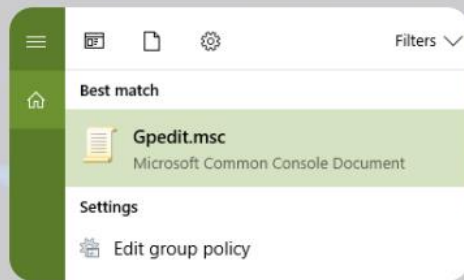 Filters
Best match
Gpedit.msc
Microsoft Common Console Document
Settings
Edit group policy